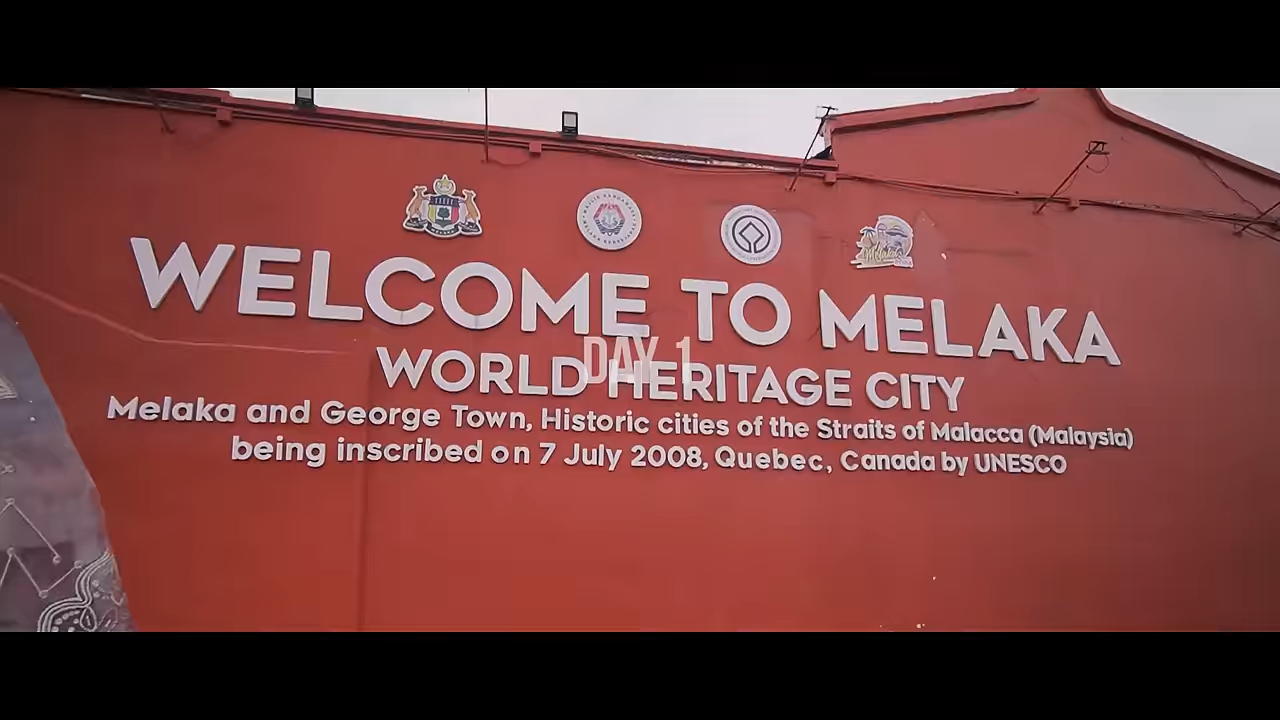 WELCOME TO MELAKA
DAY 1
WORLD HERITAGE CITY
Melaka and George Town, Historic cities of the Straits of Malacca (Malaysia)
being inscribed on 7 July 2008, Quebec, Canada by UNESCO